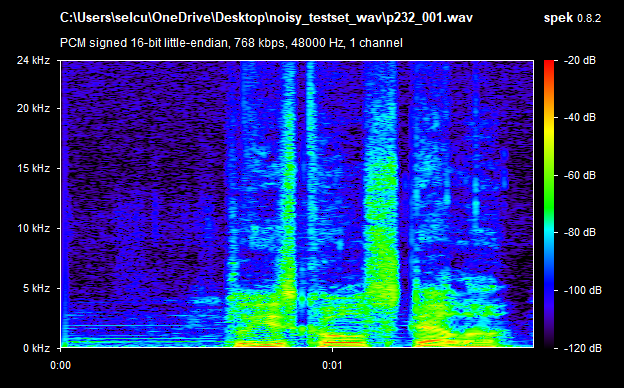 C:\Users\selcu\OneDrive\Desktop\noisy_testset_wav\p232_001.wav
spek 0.8.2
PCM signed 16-bit little-endian, 768 kbps, 48000 Hz, 1 channel
24 kHz
-20 dB
20 kHz
-40 dB
15 kHz
-60 dB
10 kHz
-80 dB
5 kHz
-100 dB
0 kHz
-120 dB
0:00
0:01